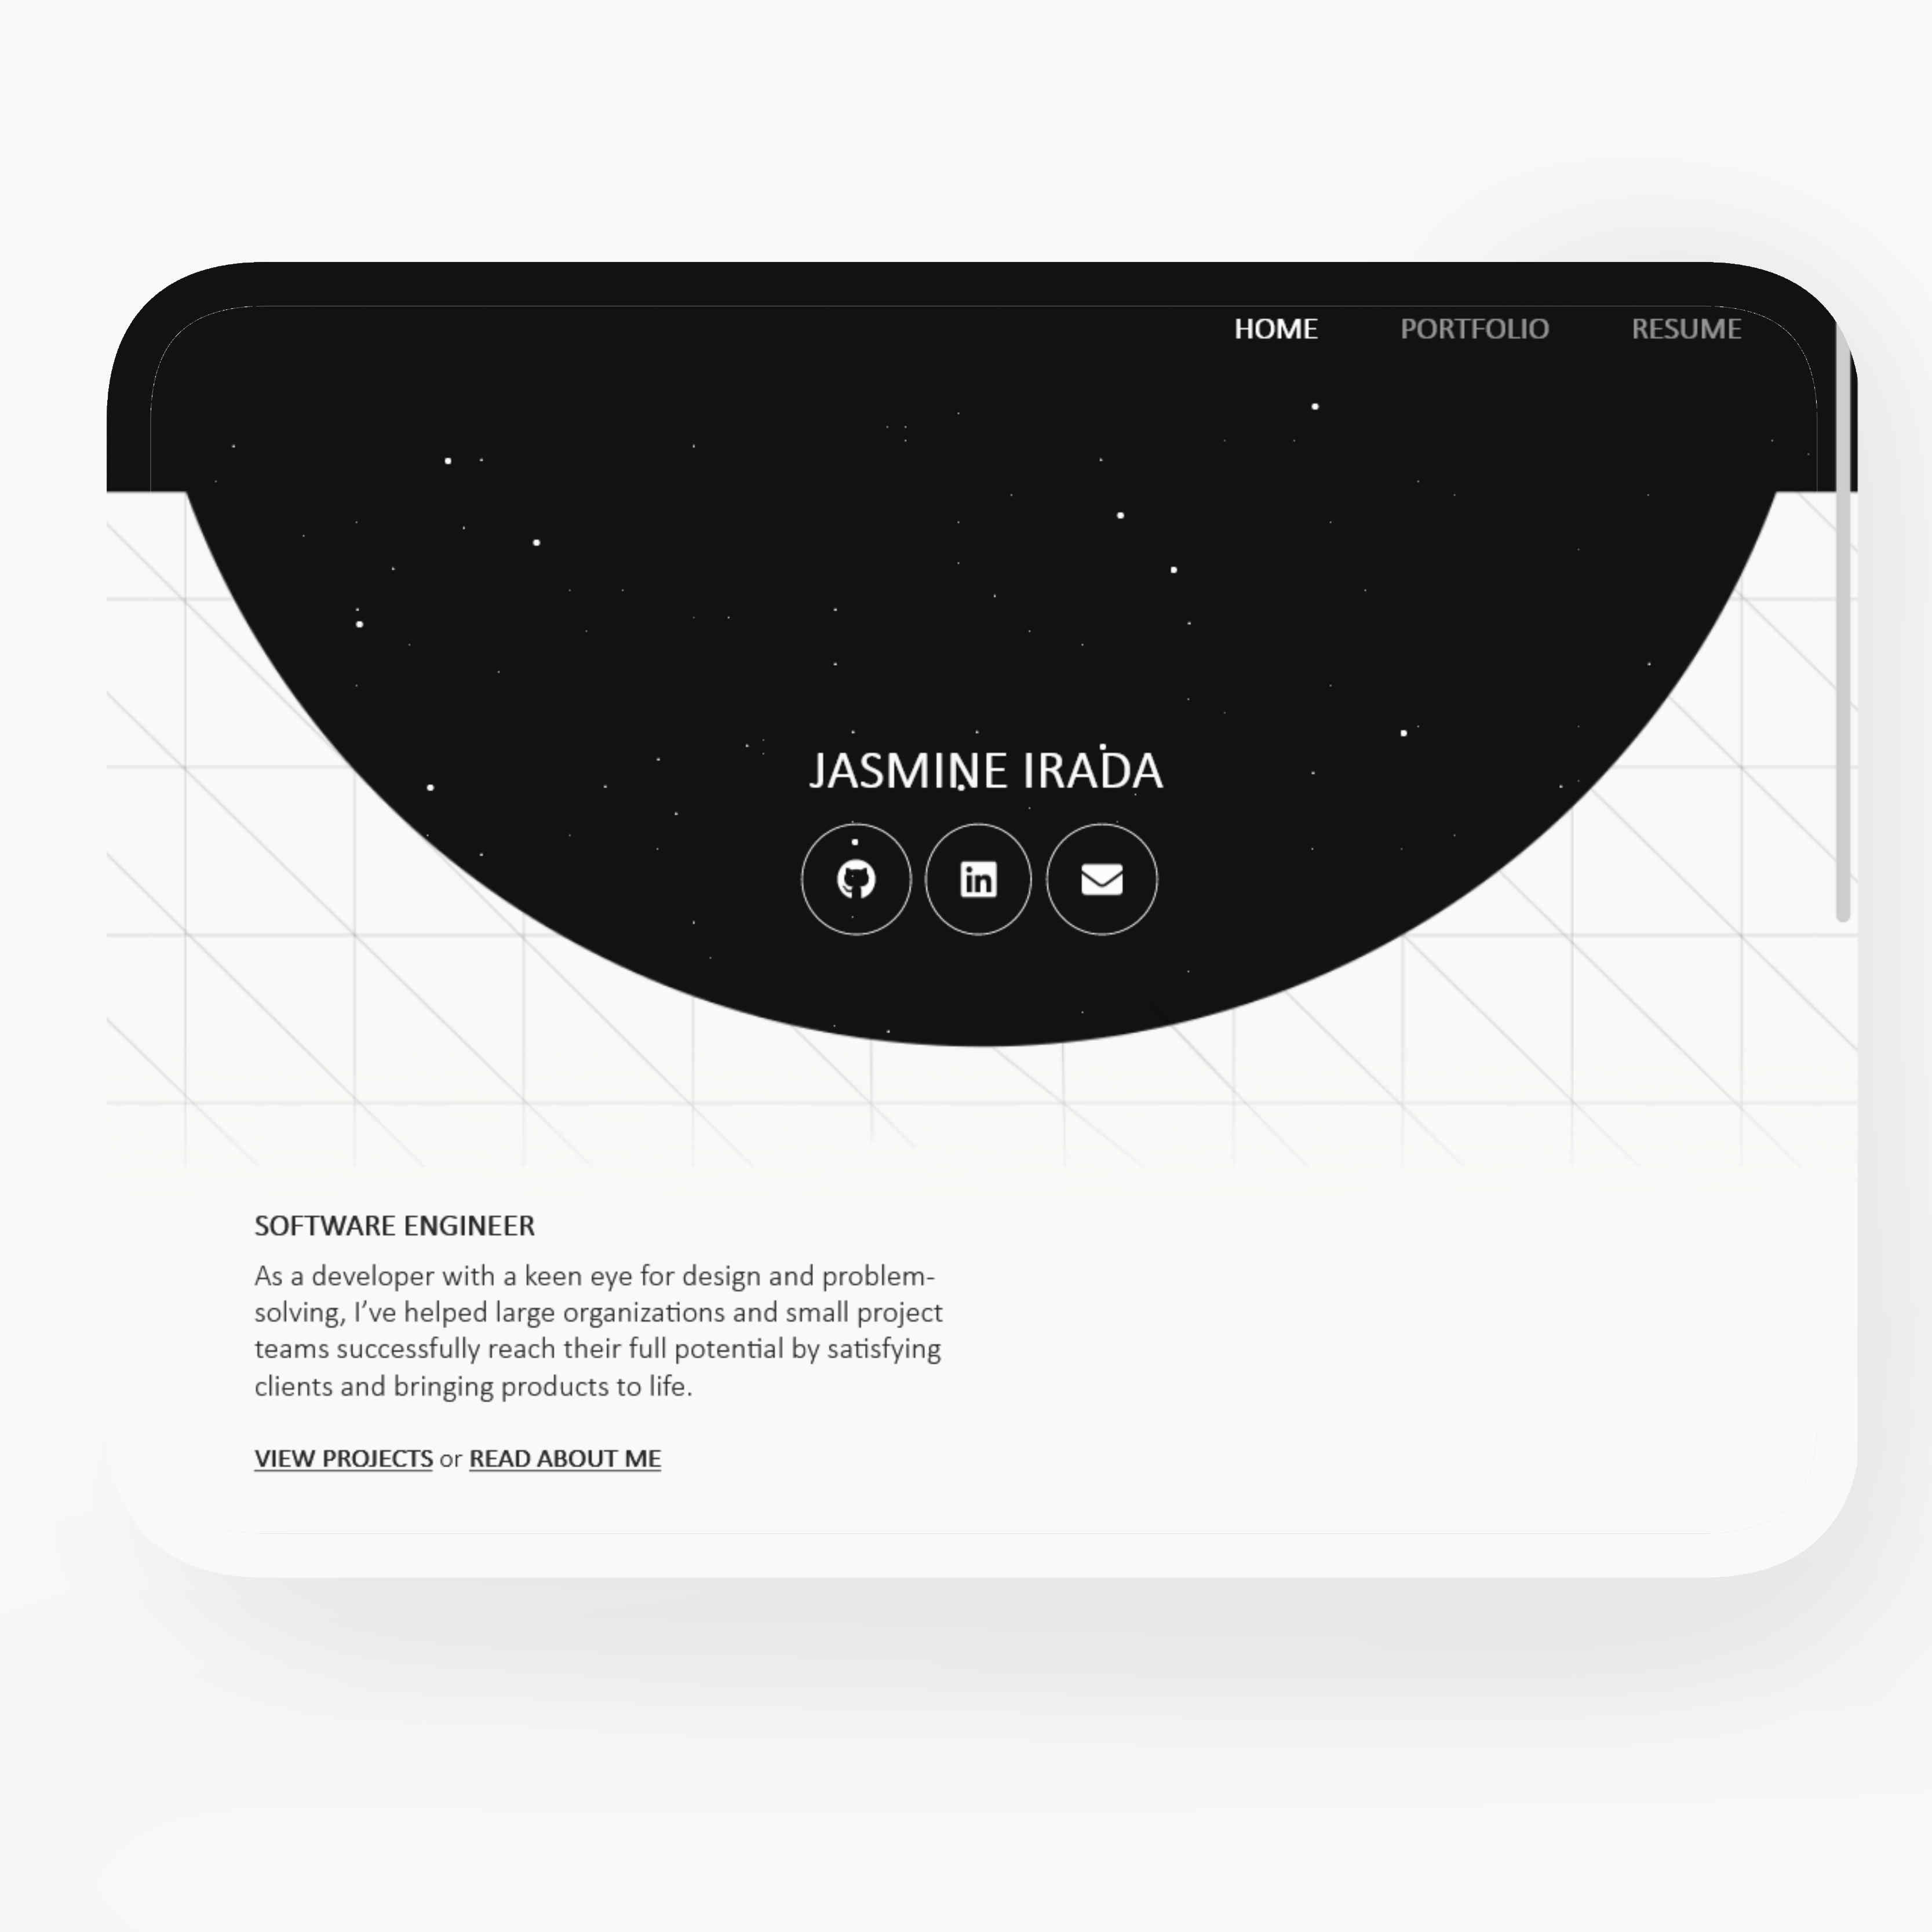 HOME PORTFOLIO RESUME
JASMINE IRADA
in
SOFTWARE ENGINEER
As a developer with a keen eye for design and problem-
solving, I’ve helped large organizations and small project
teams successfully reach their full potential by satisfying
clients and bringing products to life.
VIEW PROJECTS or READ ABOUT ME